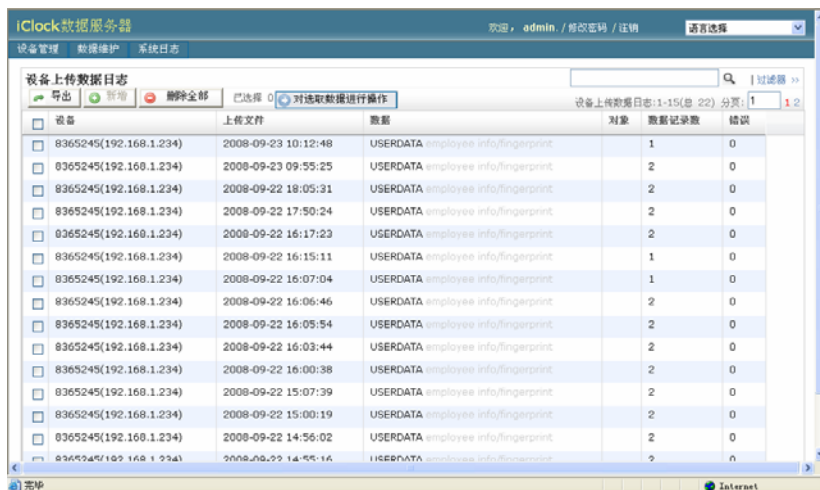 iClock数据服务器
欢迎，admin. / 修改密码 / 注销 语言选择
设备管理 数据维护 系统日志
设备上传数据日志 | 过滤器 >>
导出 新增 删除全部 已选择 0 对选取数据进行操作 设备上传数据日志:1-15(总 22) 分页: 1 1 2
设备 上传文件 数据 对象 数据记录数 错误
8365245(192.168.1.234) 2008-09-23 10:12:48 USERDATA employee info/fingerprint 1 0
8365245(192.168.1.234) 2008-09-23 09:55:25 USERDATA employee info/fingerprint 2 0
8365245(192.168.1.234) 2008-09-22 18:05:31 USERDATA employee info/fingerprint 2 0
8365245(192.168.1.234) 2008-09-22 17:50:24 USERDATA employee info/fingerprint 2 0
8365245(192.168.1.234) 2008-09-22 16:17:23 USERDATA employee info/fingerprint 2 0
8365245(192.168.1.234) 2008-09-22 16:15:11 USERDATA employee info/fingerprint 1 0
8365245(192.168.1.234) 2008-09-22 16:07:04 USERDATA employee info/fingerprint 1 0
8365245(192.168.1.234) 2008-09-22 16:06:46 USERDATA employee info/fingerprint 2 0
8365245(192.168.1.234) 2008-09-22 16:05:54 USERDATA employee info/fingerprint 2 0
8365245(192.168.1.234) 2008-09-22 16:03:44 USERDATA employee info/fingerprint 2 0
8365245(192.168.1.234) 2008-09-22 16:00:38 USERDATA employee info/fingerprint 2 0
8365245(192.168.1.234) 2008-09-22 15:07:39 USERDATA employee info/fingerprint 2 0
8365245(192.168.1.234) 2008-09-22 15:00:19 USERDATA employee info/fingerprint 2 0
8365245(192.168.1.234) 2008-09-22 14:56:02 USERDATA employee info/fingerprint 2 0
8365245(192.168.1.234) 2008-09-22 14:55:16 USERDATA employee info/fingerprint 2 0
完毕 Internet